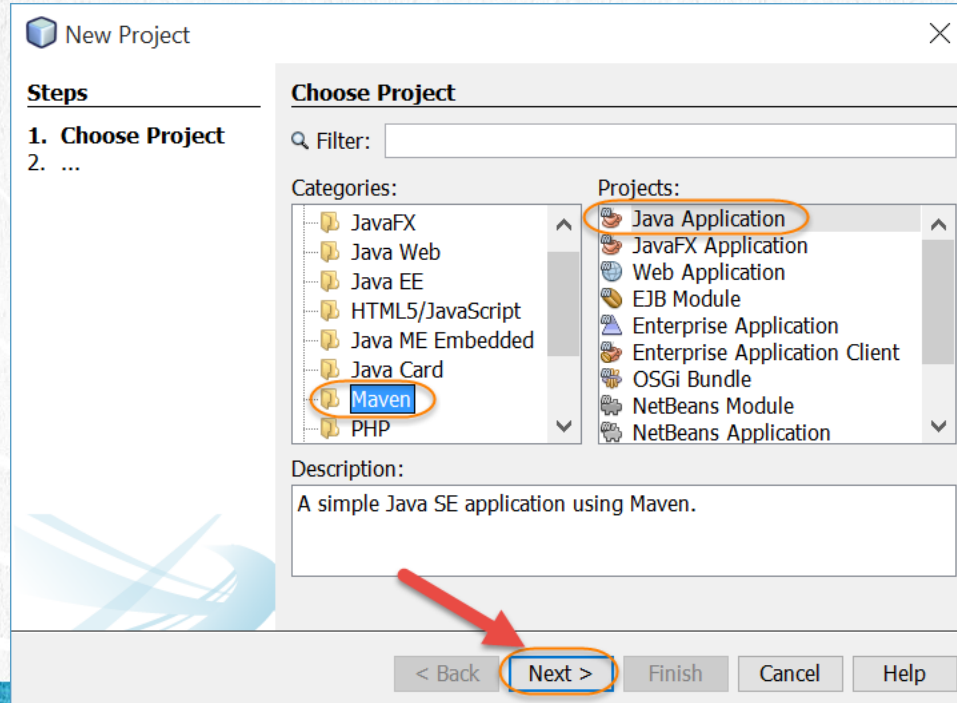 New Project
Steps
1. Choose Project
2. ...
Choose Project
Filter:
Categories:
JavaFX
Java Web
Java EE
HTML5/JavaScript
Java ME Embedded
Java Card
Maven
PHP
Projects:
Java Application
JavaFX Application
Web Application
EJB Module
Enterprise Application
Enterprise Application Client
OSGi Bundle
NetBeans Module
NetBeans Application
Description:
A simple Java SE application using Maven.
< Back Next > Finish Cancel Help